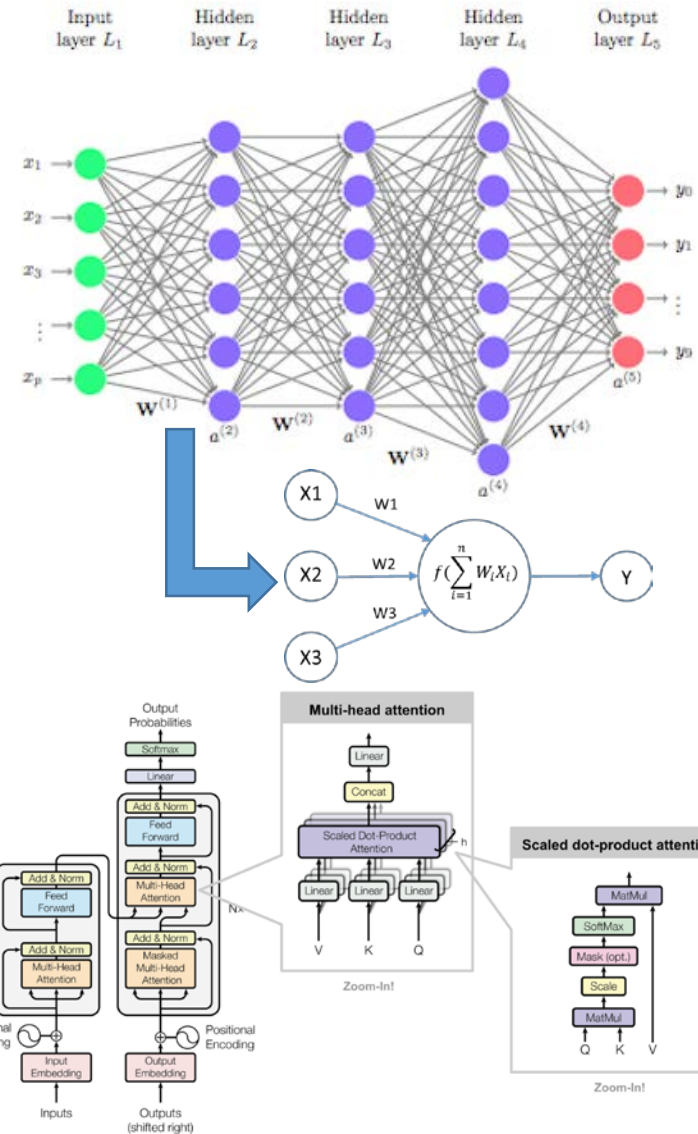 Input
layer L₁
Hidden
layer L₂
Hidden
layer L₃
Hidden
layer L₄
Output
layer L₅
x₁
x₂
x₃
⋮
xₚ
y₀
y₁
⋮
y₉
W⁽¹⁾
a⁽²⁾
W⁽²⁾
a⁽³⁾
W⁽³⁾
a⁽⁴⁾
W⁽⁴⁾
a⁽⁵⁾
X1
W1
X2
W2
X3
W3
f(∑ᵢ₌₁ⁿ WᵢXᵢ)
Y
Output
Probabilities
Softmax
Linear
Add & Norm
Feed
Forward
Add & Norm
Multi-Head
Attention
Add & Norm
Masked
Multi-Head
Attention
N×
Add & Norm
Feed
Forward
Add & Norm
Multi-Head
Attention
Positional
Encoding
Input
Embedding
Output
Embedding
Inputs
Outputs
(shifted right)
Multi-head attention
Linear
Concat
Scaled Dot-Product
Attention
h
Linear
Linear
Linear
V
K
Q
Zoom-In!
Scaled dot-product
MatMul
SoftMax
Mask (opt.)
Scale
MatMul
Q
K
V
Zoom-In!